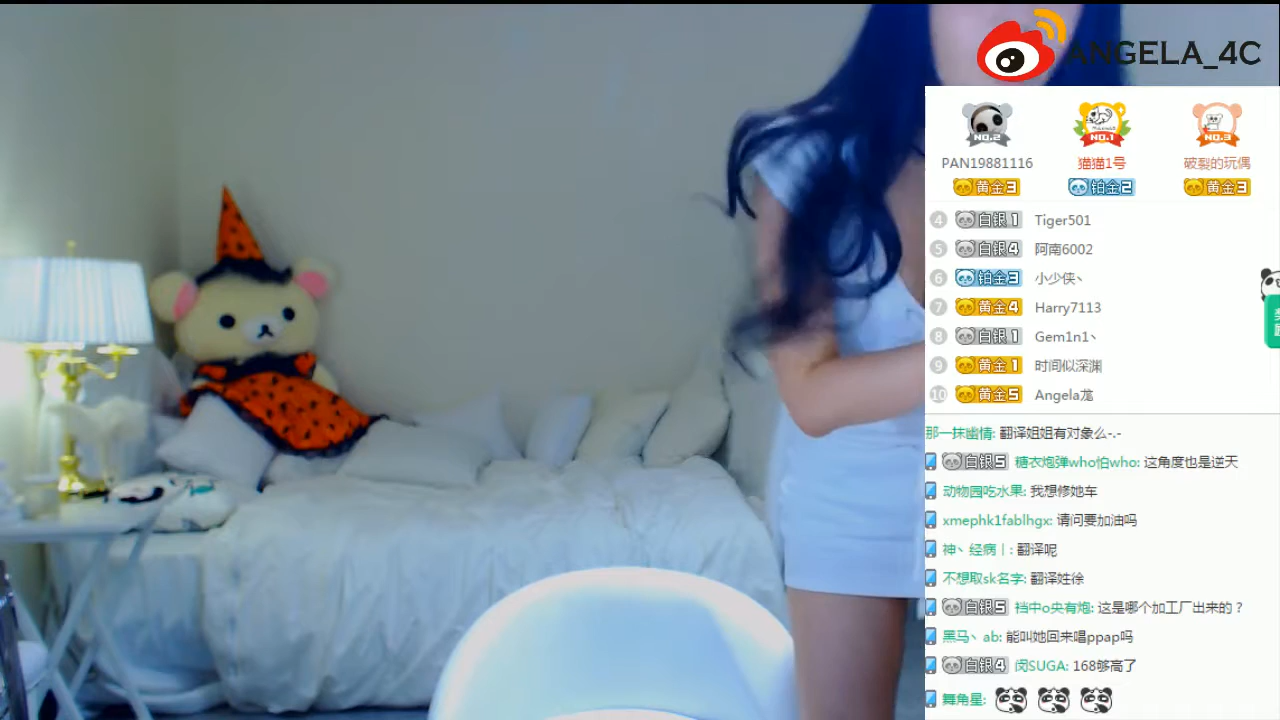 ANGELA_4C
NO.2 NO.1 NO.3
PAN19881116 猫猫1号 破裂的玩偶
黄金3 铂金2 黄金3
4 白银1 Tiger501
5 白银4 阿南6002
6 铂金3 小少侠丶
7 黄金4 Harry7113
8 白银1 Gem1n1丶
9 黄金1 时间似深渊
10 黄金5 Angela龙
那一抹幽情: 翻译姐姐有对象么-.-
白银5 糖衣炮弹who怕who: 这角度也是逆天
动物园吃水果: 我想修她车
xmephk1fablhgx: 请问要加油吗
神丶经病丨: 翻译呢
不想取sk名字: 翻译姓徐
白银5 裆中o央有炮: 这是哪个加工厂出来的？
黑马丶ab: 能叫她回来唱ppap吗
白银4 闵SUGA: 168够高了
舞角星: